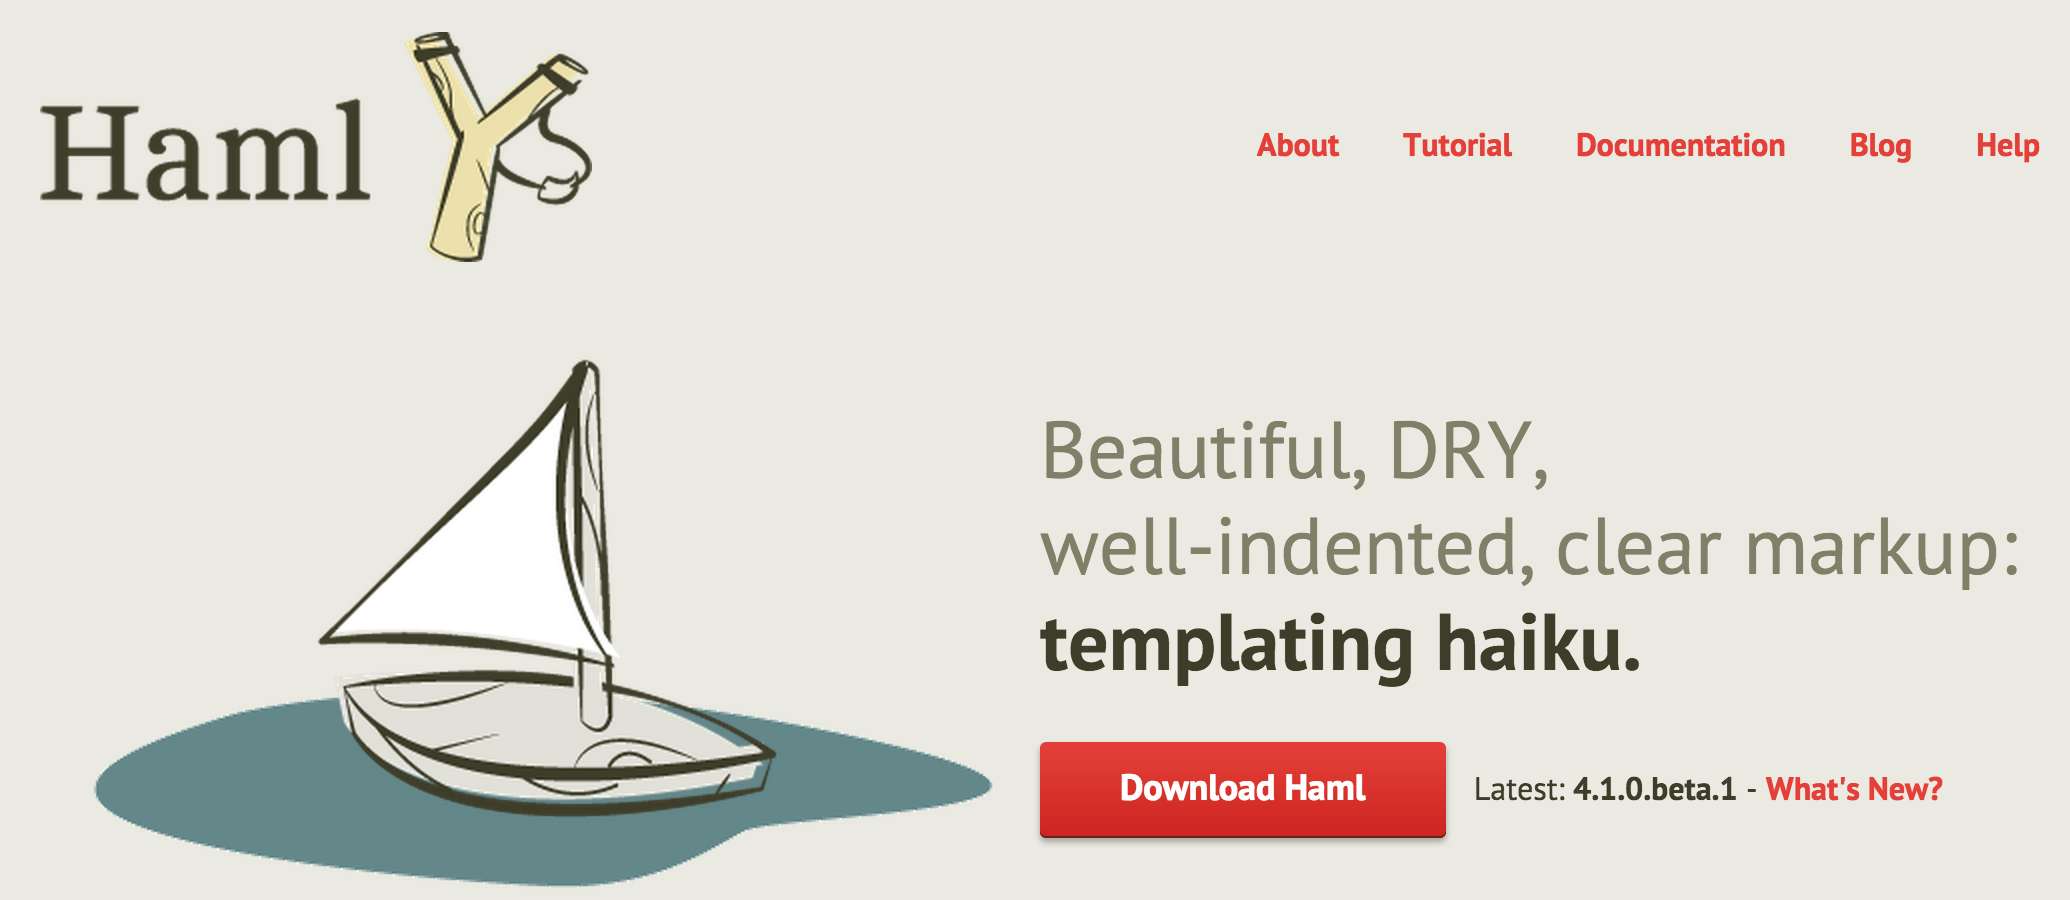 Haml
About Tutorial Documentation Blog Help
Beautiful, DRY,
well-indented, clear markup:
templating haiku.
Download Haml
Latest: 4.1.0.beta.1 - What's New?